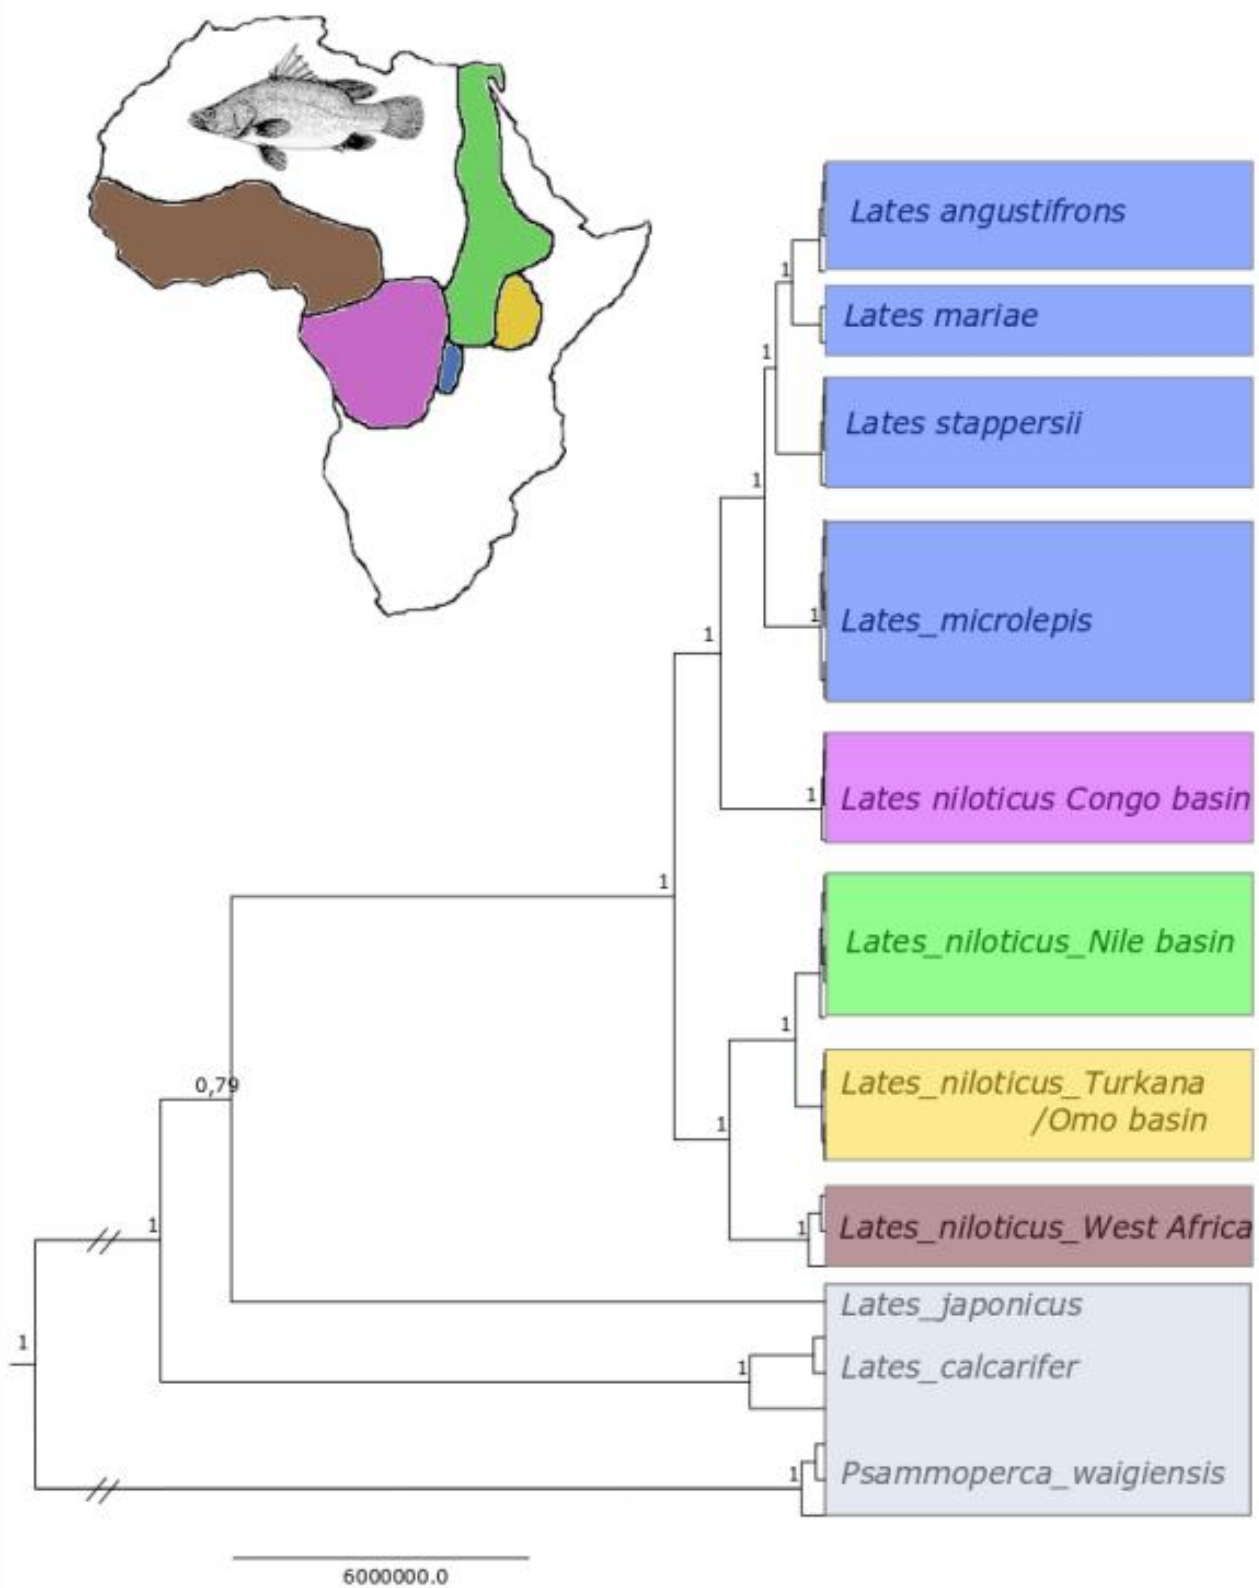 Lates angustifrons
1
Lates mariae
1
Lates stappersii
1
Lates_microlepis
1
1
Lates niloticus Congo basin
1
1
Lates_niloticus_Nile basin
1
Lates_niloticus_Turkana
/Omo basin
0,79
1
Lates_niloticus_West Africa
1
1
Lates_japonicus
1
Lates_calcarifer
1
Psammoperca_waigiensis
1
6000000.0